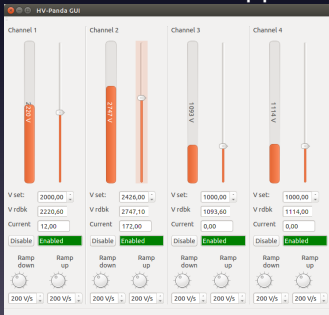 HV-Panda GUI
Channel 1 Channel 2 Channel 3 Channel 4
2220 V 2747 V 1093 V 1114 V
V set: 2000,00 V set: 2426,00 V set: 1000,00 V set: 1000,00
V rdbk 2220,60 V rdbk 2747,10 V rdbk 1093,60 V rdbk 1114,00
Current 12,00 Current 172,00 Current 0,00 Current 0,00
Disable Enabled Disable Enabled Disable Enabled Disable Enabled
Ramp Ramp Ramp Ramp Ramp Ramp Ramp Ramp
down up down up down up down up
200 V/s 200 V/s 200 V/s 200 V/s 200 V/s 200 V/s 200 V/s 200 V/s